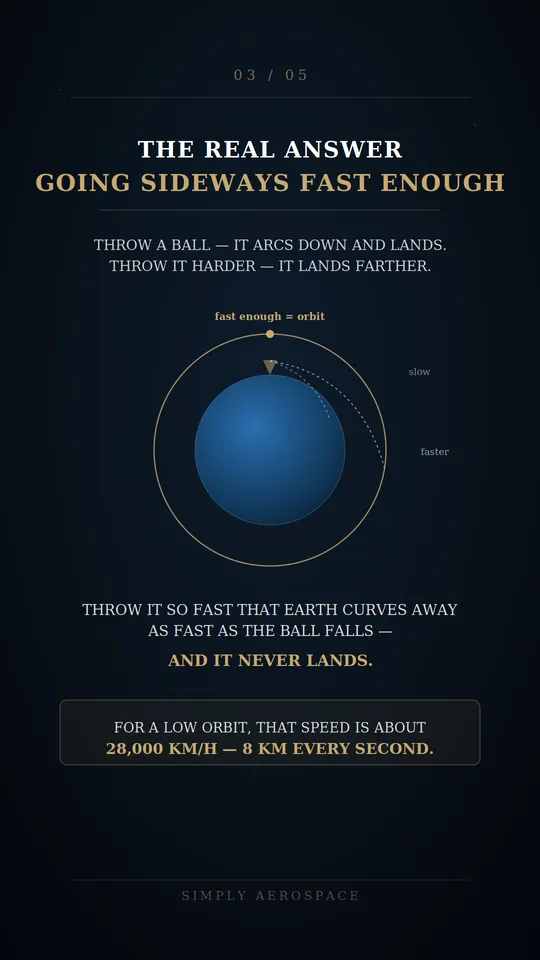 03 / 05
THE REAL ANSWER
GOING SIDEWAYS FAST ENOUGH
THROW A BALL — IT ARCS DOWN AND LANDS.
THROW IT HARDER — IT LANDS FARTHER.
fast enough = orbit
slow
faster
THROW IT SO FAST THAT EARTH CURVES AWAY
AS FAST AS THE BALL FALLS —
AND IT NEVER LANDS.
FOR A LOW ORBIT, THAT SPEED IS ABOUT
28,000 KM/H — 8 KM EVERY SECOND.
SIMPLY AEROSPACE